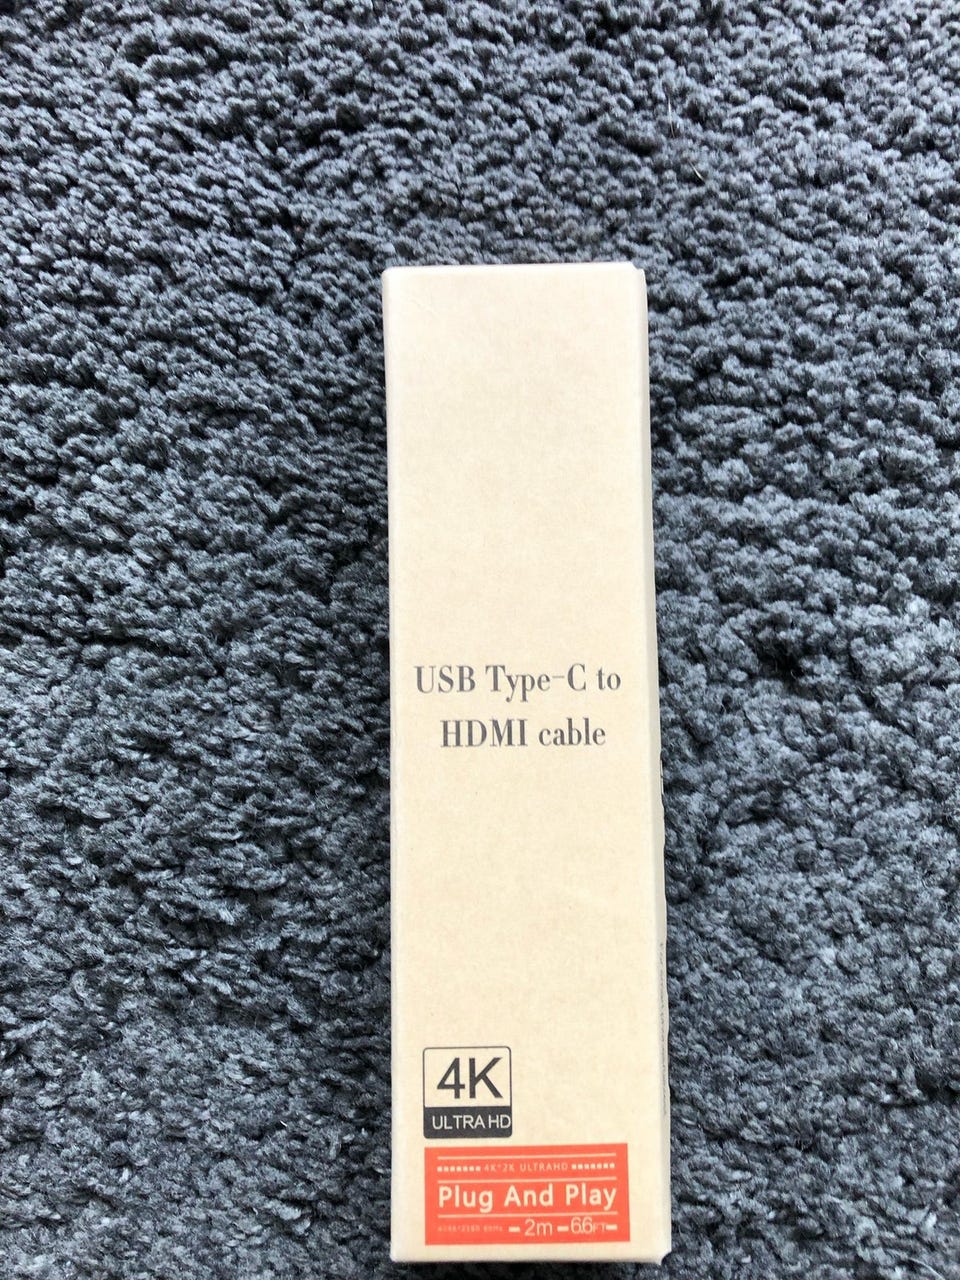 USB Type-C to
HDMI cable
4K
ULTRA HD
4K*2K ULTRAHD
Plug And Play
2m 6.6FT